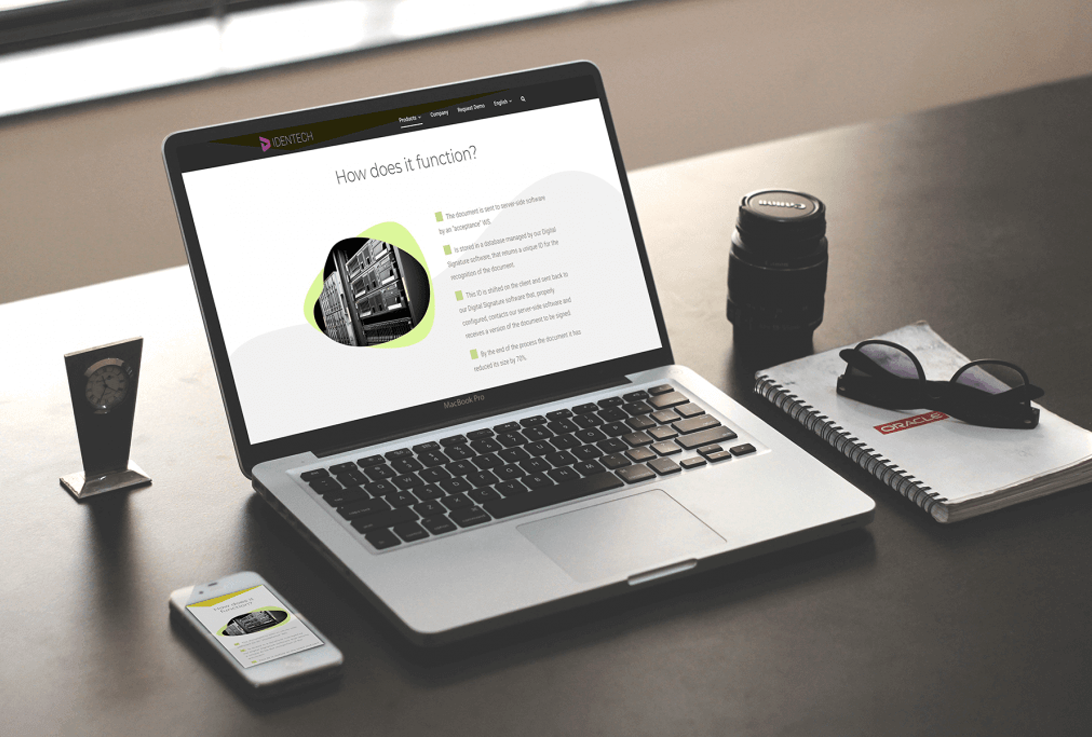 IDENTECH
Products
Company
Request Demo
English
How does it function?
The document is sent to server-side software
by an "acceptance" WS.
is stored in a database managed by our Digital
Signature software, that returns a unique ID for the
recognition of the document.
This ID is shifted on the client and sent back to
our Digital Signature software that, properly
configured, contacts our server-side software and
receives a version of the document to be signed.
By the end of the process the document it has
reduced its size by 70%.
MacBook Pro
Canon
ORACLE
How does it
function?